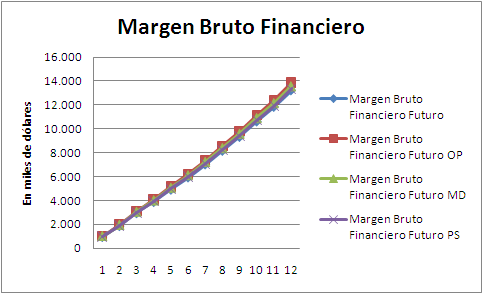 Margen Bruto Financiero
En miles de dólares
16.000
14.000
12.000
10.000
8.000
6.000
4.000
2.000
0
1 2 3 4 5 6 7 8 9 10 11 12
Margen Bruto
Financiero Futuro
Margen Bruto
Financiero Futuro OP
Margen Bruto
Financiero Futuro MD
Margen Bruto
Financiero Futuro PS